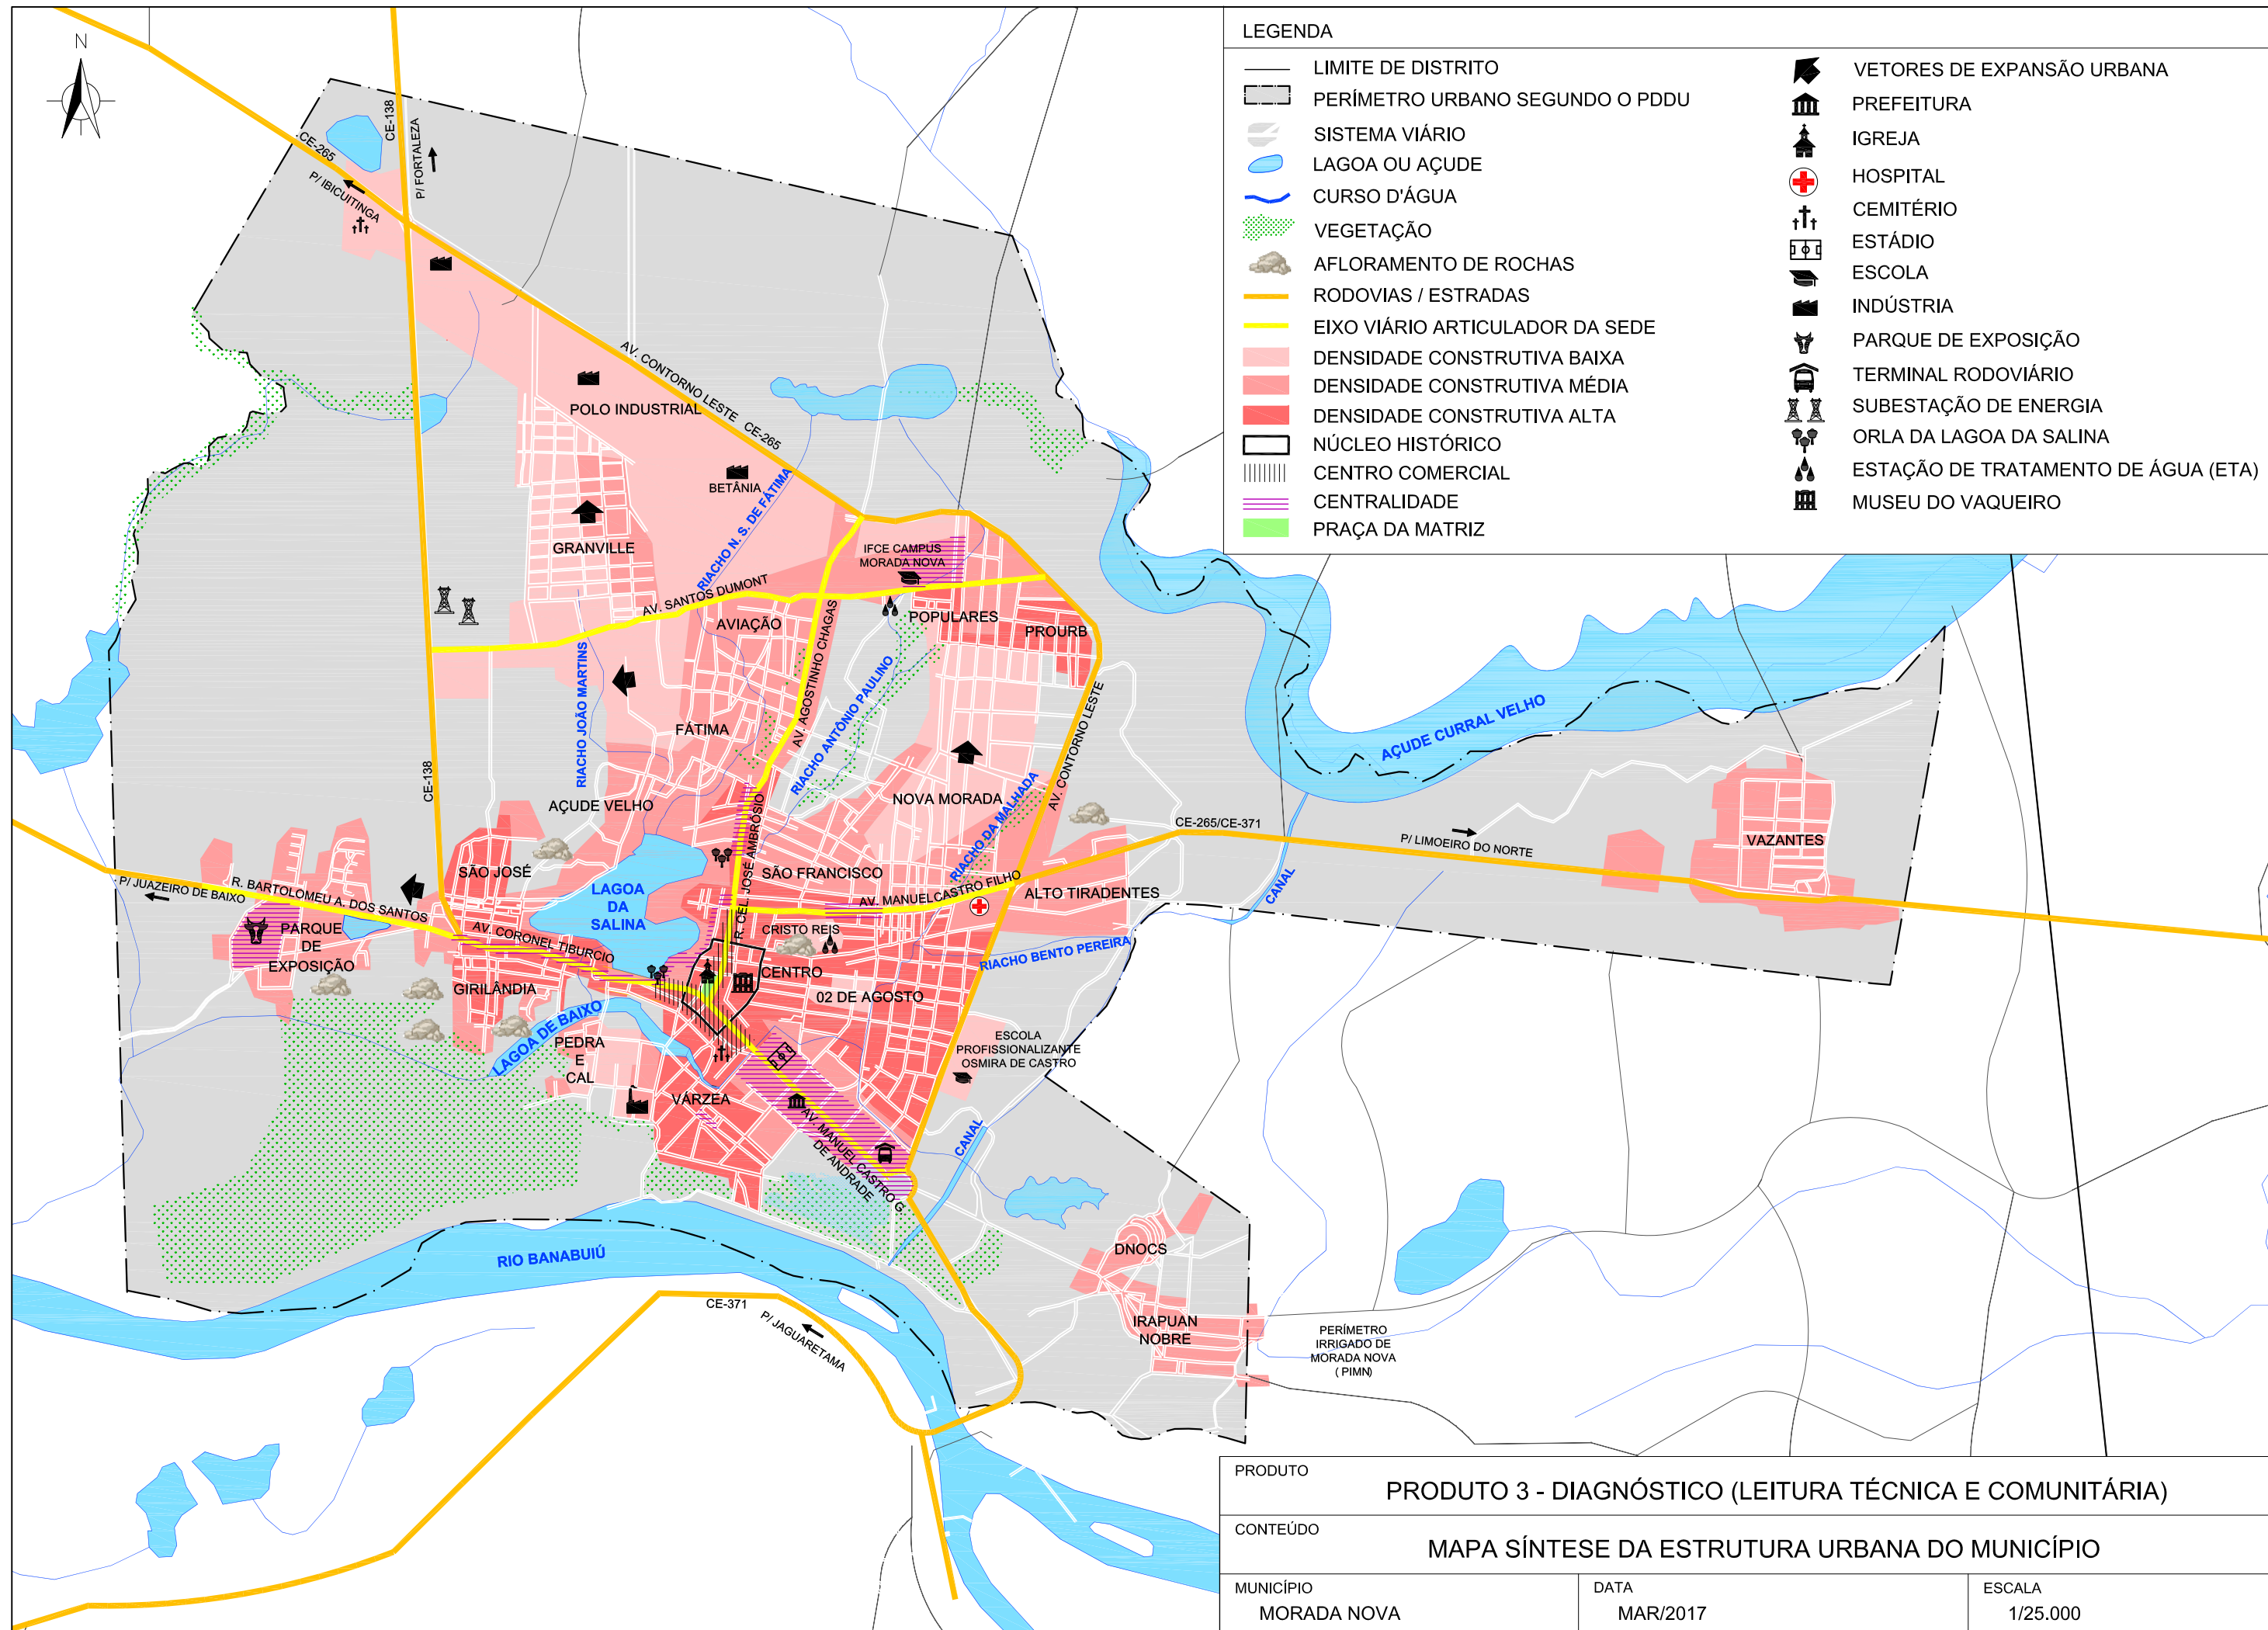 LEGENDA
LIMITE DE DISTRITO
PERÍMETRO URBANO SEGUNDO O PDDU
SISTEMA VIÁRIO
LAGOA OU AÇUDE
CURSO D'ÁGUA
VEGETAÇÃO
AFLORAMENTO DE ROCHAS
RODOVIAS / ESTRADAS
EIXO VIÁRIO ARTICULADOR DA SEDE
DENSIDADE CONSTRUTIVA BAIXA
DENSIDADE CONSTRUTIVA MÉDIA
DENSIDADE CONSTRUTIVA ALTA
NÚCLEO HISTÓRICO
CENTRO COMERCIAL
CENTRALIDADE
PRAÇA DA MATRIZ
VETORES DE EXPANSÃO URBANA
PREFEITURA
IGREJA
HOSPITAL
CEMITÉRIO
ESTÁDIO
ESCOLA
INDÚSTRIA
PARQUE DE EXPOSIÇÃO
TERMINAL RODOVIÁRIO
SUBESTAÇÃO DE ENERGIA
ORLA DA LAGOA DA SALINA
ESTAÇÃO DE TRATAMENTO DE ÁGUA (ETA)
MUSEU DO VAQUEIRO
N
CE-265
CE-138
P/ FORTALEZA
P/ IBICUITINGA
AV. CONTORNO LESTE
CE-265
POLO INDUSTRIAL
BETÂNIA
RIACHO N. S. DE FÁTIMA
GRANVILLE
IFCE CAMPUS
MORADA NOVA
AV. SANTOS DUMONT
AVIAÇÃO
POPULARES
PROURB
AV. AGOSTINHO CHAGAS
RIACHO JOÃO MARTINS
RIACHO ANTÔNIO PAULINO
FÁTIMA
AV. CONTORNO LESTE
AÇUDE CURRAL VELHO
CE-138
AÇUDE VELHO
NOVA MORADA
RIACHO DA MALHADA
R. CEL. JOSÉ AMBRÓSIO
CE-265/CE-371
P/ LIMOEIRO DO NORTE
VAZANTES
SÃO JOSÉ
SÃO FRANCISCO
P/ JUAZEIRO DE BAIXO
R. BARTOLOMEU A. DOS SANTOS
LAGOA
DA
SALINA
AV. MANUELCASTRO FILHO
ALTO TIRADENTES
CANAL
PARQUE
DE
EXPOSIÇÃO
AV. CORONEL TIBURCIO
CRISTO REIS
RIACHO BENTO PEREIRA
GIRILÂNDIA
CENTRO
02 DE AGOSTO
LAGOA DE BAIXO
PEDRA
E
CAL
ESCOLA
PROFISSIONALIZANTE
OSMIRA DE CASTRO
VÁRZEA
AV. MANUEL CASTRO G.
DE ANDRADE
CANAL
RIO BANABUIÚ
DNOCS
CE-371
P/ JAGUARETAMA
IRAPUAN
NOBRE
PERÍMETRO
IRRIGADO DE
MORADA NOVA
( PIMN)
PRODUTO
PRODUTO 3 - DIAGNÓSTICO (LEITURA TÉCNICA E COMUNITÁRIA)
CONTEÚDO
MAPA SÍNTESE DA ESTRUTURA URBANA DO MUNICÍPIO
MUNICÍPIO
MORADA NOVA
DATA
MAR/2017
ESCALA
1/25.000